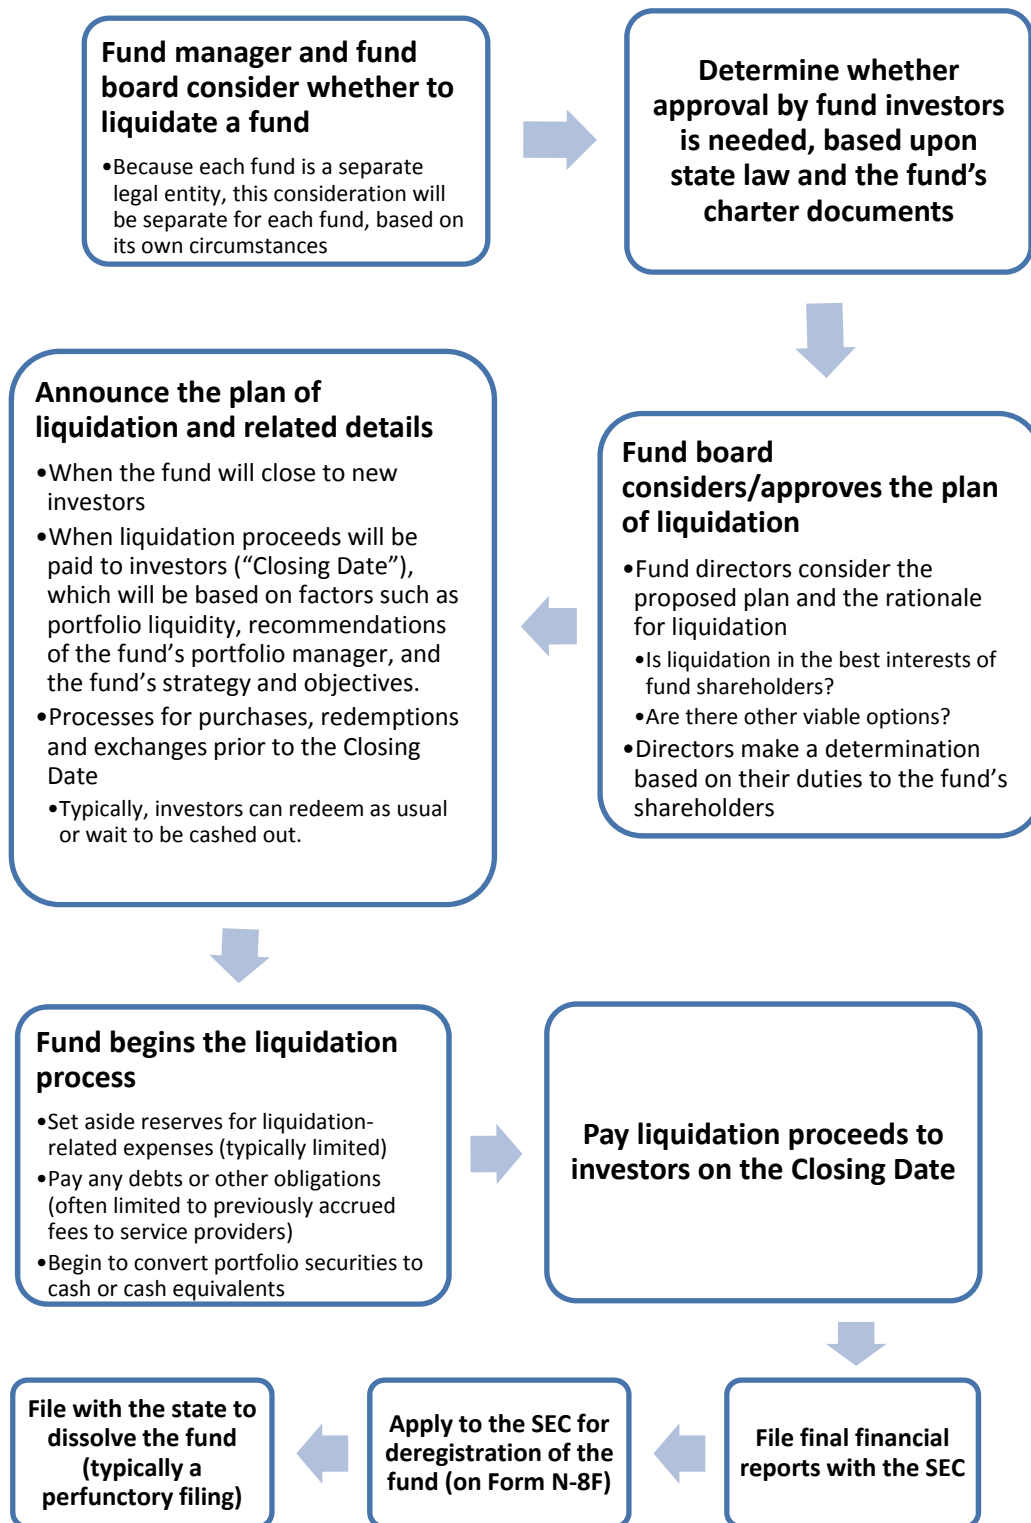 Fund manager and fund
board consider whether to
liquidate a fund
•Because each fund is a separate
legal entity, this consideration will
be separate for each fund, based on
its own circumstances
Determine whether
approval by fund investors
is needed, based upon
state law and the fund’s
charter documents
Fund board
considers/approves the plan
of liquidation
•Fund directors consider the
proposed plan and the rationale
for liquidation
•Is liquidation in the best interests of
fund shareholders?
•Are there other viable options?
•Directors make a determination
based on their duties to the fund’s
shareholders
Announce the plan of
liquidation and related details
•When the fund will close to new
investors
•When liquidation proceeds will be
paid to investors (“Closing Date”),
which will be based on factors such as
portfolio liquidity, recommendations
of the fund’s portfolio manager, and
the fund’s strategy and objectives.
•Processes for purchases, redemptions
and exchanges prior to the Closing
Date
•Typically, investors can redeem as usual
or wait to be cashed out.
Fund begins the liquidation
process
•Set aside reserves for liquidation-
related expenses (typically limited)
•Pay any debts or other obligations
(often limited to previously accrued
fees to service providers)
•Begin to convert portfolio securities to
cash or cash equivalents
Pay liquidation proceeds to
investors on the Closing Date
File final financial
reports with the SEC
Apply to the SEC for
deregistration of the
fund (on Form N-8F)
File with the state to
dissolve the fund
(typically a
perfunctory filing)